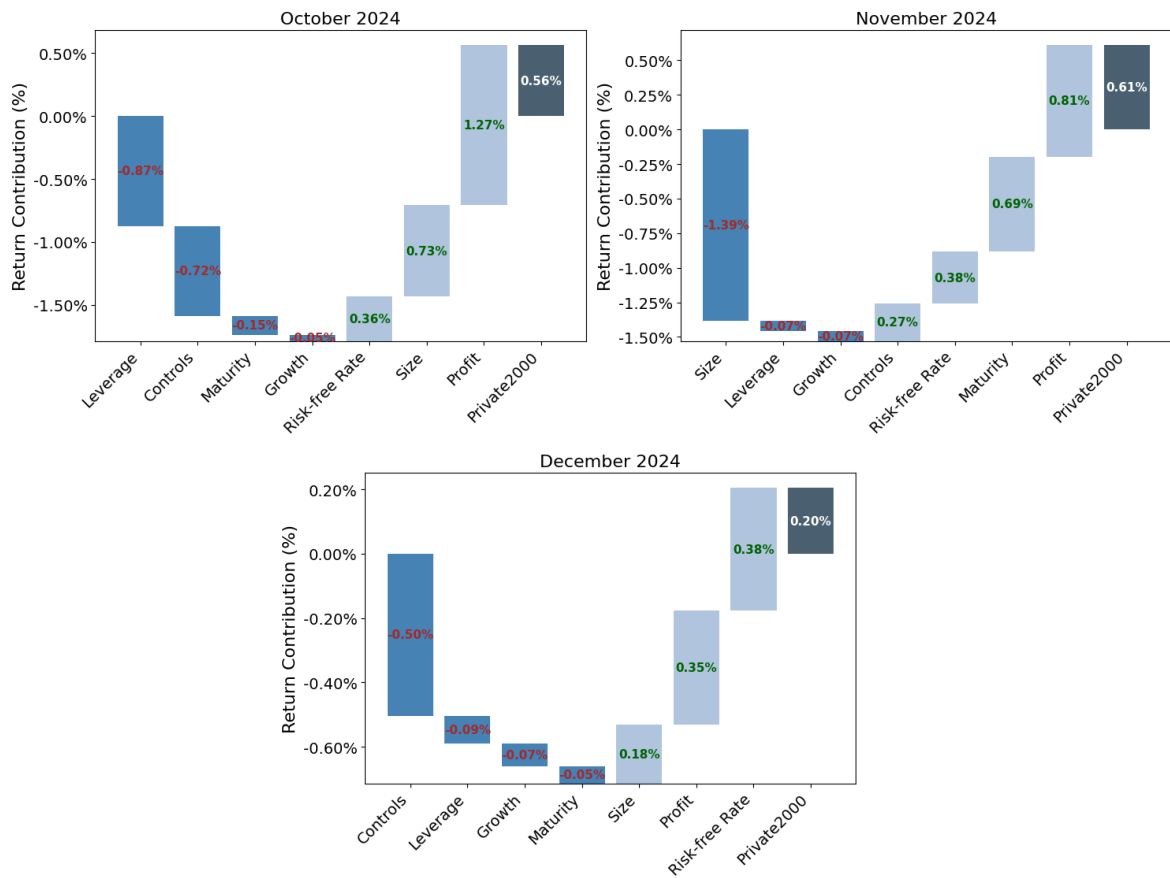 October 2024
Return Contribution (%)
0.50%
0.00%
-0.50%
-1.00%
-1.50%
-0.87%
-0.72%
-0.15%
-0.05%
0.36%
0.73%
1.27%
0.56%
Leverage
Controls
Maturity
Growth
Risk-free Rate
Size
Profit
Private2000
November 2024
Return Contribution (%)
0.50%
0.25%
0.00%
-0.25%
-0.50%
-0.75%
-1.00%
-1.25%
-1.50%
-1.39%
-0.07%
-0.07%
0.27%
0.38%
0.69%
0.81%
0.61%
Size
Leverage
Growth
Controls
Risk-free Rate
Maturity
Profit
Private2000
December 2024
Return Contribution (%)
0.20%
0.00%
-0.20%
-0.40%
-0.60%
-0.50%
-0.09%
-0.07%
-0.05%
0.18%
0.35%
0.38%
0.20%
Controls
Leverage
Growth
Maturity
Size
Profit
Risk-free Rate
Private2000